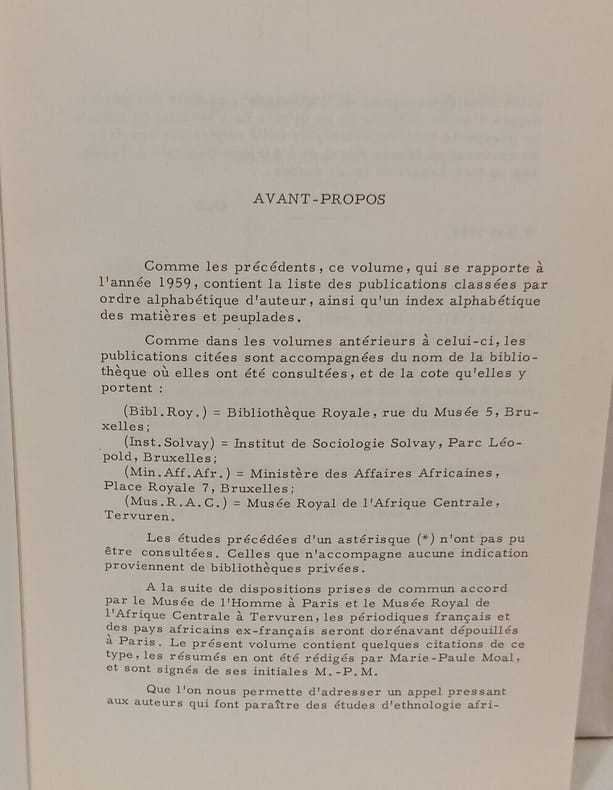 AVANT-PROPOS
Comme les précédents, ce volume, qui se rapporte à
l'année 1959, contient la liste des publications classées par
ordre alphabétique d'auteur, ainsi qu'un index alphabétique
des matières et peuplades.
Comme dans les volumes antérieurs à celui-ci, les
publications citées sont accompagnées du nom de la biblio-
thèque où elles ont été consultées, et de la cote qu'elles y
portent :
(Bibl.Roy.) = Bibliothèque Royale, rue du Musée 5, Bru-
xelles;
(Inst.Solvay) = Institut de Sociologie Solvay, Parc Léo-
pold, Bruxelles;
(Min.Aff.Afr.) = Ministère des Affaires Africaines,
Place Royale 7, Bruxelles;
(Mus.R.A.C.) = Musée Royal de l'Afrique Centrale,
Tervuren.
Les études précédées d'un astérisque (*) n'ont pas pu
être consultées. Celles que n'accompagne aucune indication
proviennent de bibliothèques privées.
A la suite de dispositions prises de commun accord
par le Musée de l'Homme à Paris et le Musée Royal de
l'Afrique Centrale à Tervuren, les périodiques français et
des pays africains ex-français seront dorénavant dépouillés
à Paris. Le présent volume contient quelques citations de ce
type, les résumés en ont été rédigés par Marie-Paule Moal,
et sont signés de ses initiales M.-P.M.
Que l'on nous permette d'adresser un appel pressant
aux auteurs qui font paraître des études d'ethnologie afri-